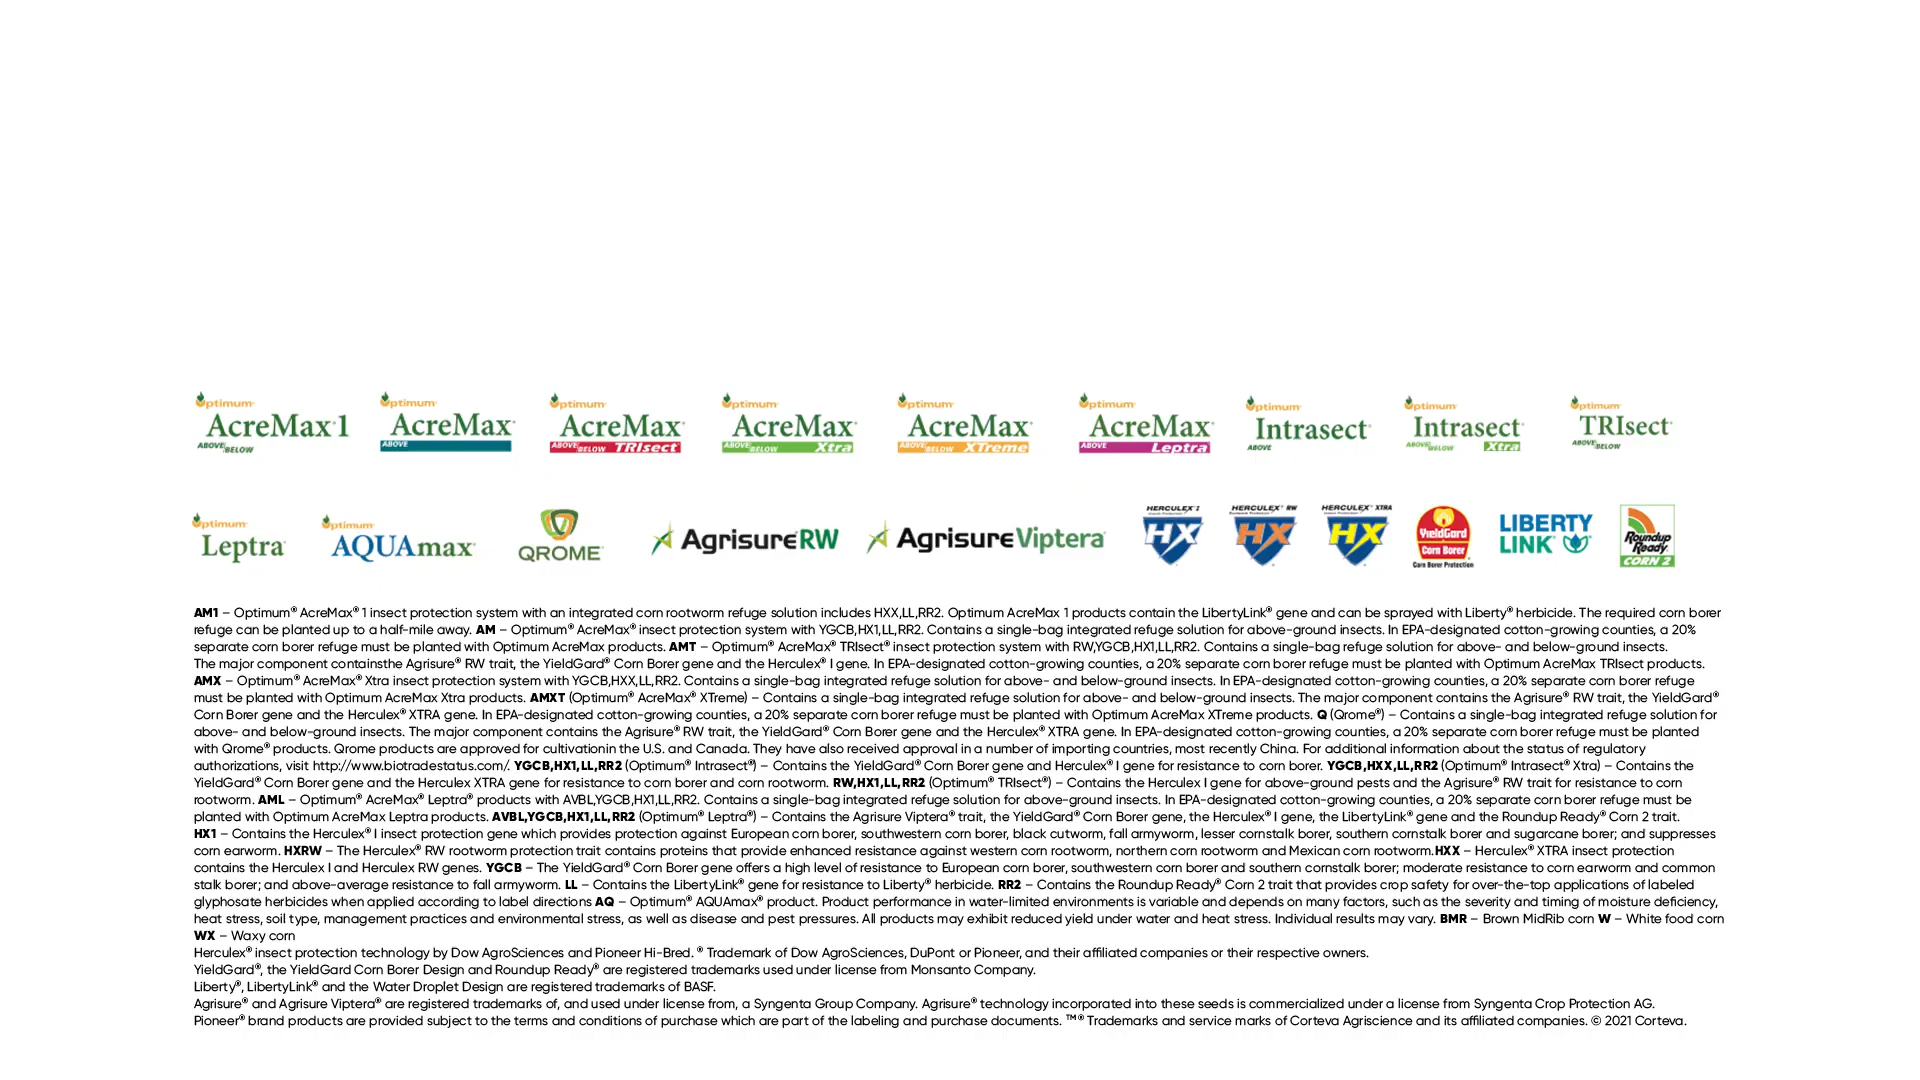 Optimum® Optimum® Optimum® Optimum® Optimum® Optimum® Optimum® Optimum® Optimum®
AcreMax® 1 AcreMax® AcreMax® AcreMax® AcreMax® AcreMax® Intrasect® Intrasect® TRIsect®
ABOVE BELOW ABOVE ABOVE BELOW TRIsect ABOVE BELOW Xtra ABOVE BELOW XTreme ABOVE Leptra ABOVE ABOVE BELOW Xtra ABOVE BELOW
Optimum® Leptra® Optimum® AQUAmax® QROME® Agrisure®RW Agrisure Viptera® HERCULEX® I HX HERCULEX® RW HX HERCULEX® XTRA HX YieldGard Corn Borer Corn Borer Protection LIBERTY LINK® Roundup Ready® CORN 2
AM1 – Optimum® AcreMax® 1 insect protection system with an integrated corn rootworm refuge solution includes HXX,LL,RR2. Optimum AcreMax 1 products contain the LibertyLink® gene and can be sprayed with Liberty® herbicide. The required corn borer
refuge can be planted up to a half-mile away. AM – Optimum® AcreMax® insect protection system with YGCB,HX1,LL,RR2. Contains a single-bag integrated refuge solution for above-ground insects. In EPA-designated cotton-growing counties, a 20%
separate corn borer refuge must be planted with Optimum AcreMax products. AMT – Optimum® AcreMax® TRIsect® insect protection system with RW,YGCB,HX1,LL,RR2. Contains a single-bag refuge solution for above- and below-ground insects.
The major component containsthe Agrisure® RW trait, the YieldGard® Corn Borer gene and the Herculex® I gene. In EPA-designated cotton-growing counties, a 20% separate corn borer refuge must be planted with Optimum AcreMax TRIsect products.
AMX – Optimum® AcreMax® Xtra insect protection system with YGCB,HXX,LL,RR2. Contains a single-bag integrated refuge solution for above- and below-ground insects. In EPA-designated cotton-growing counties, a 20% separate corn borer refuge
must be planted with Optimum AcreMax Xtra products. AMXT (Optimum® AcreMax® XTreme) – Contains a single-bag integrated refuge solution for above- and below-ground insects. The major component contains the Agrisure® RW trait, the YieldGard®
Corn Borer gene and the Herculex® XTRA gene. In EPA-designated cotton-growing counties, a 20% separate corn borer refuge must be planted with Optimum AcreMax XTreme products. Q (Qrome®) – Contains a single-bag integrated refuge solution for
above- and below-ground insects. The major component contains the Agrisure® RW trait, the YieldGard® Corn Borer gene and the Herculex® XTRA gene. In EPA-designated cotton-growing counties, a 20% separate corn borer refuge must be planted
with Qrome® products. Qrome products are approved for cultivationin the U.S. and Canada. They have also received approval in a number of importing countries, most recently China. For additional information about the status of regulatory
authorizations, visit http://www.biotradestatus.com/. YGCB,HX1,LL,RR2 (Optimum® Intrasect®) – Contains the YieldGard® Corn Borer gene and Herculex® I gene for resistance to corn borer. YGCB,HXX,LL,RR2 (Optimum® Intrasect® Xtra) – Contains the
YieldGard® Corn Borer gene and the Herculex XTRA gene for resistance to corn borer and corn rootworm. RW,HX1,LL,RR2 (Optimum® TRIsect®) – Contains the Herculex I gene for above-ground pests and the Agrisure® RW trait for resistance to corn
rootworm. AML – Optimum® AcreMax® Leptra® products with AVBL,YGCB,HX1,LL,RR2. Contains a single-bag integrated refuge solution for above-ground insects. In EPA-designated cotton-growing counties, a 20% separate corn borer refuge must be
planted with Optimum AcreMax Leptra products. AVBL,YGCB,HX1,LL,RR2 (Optimum® Leptra®) – Contains the Agrisure Viptera® trait, the YieldGard® Corn Borer gene, the Herculex® I gene, the LibertyLink® gene and the Roundup Ready® Corn 2 trait.
HX1 – Contains the Herculex® I insect protection gene which provides protection against European corn borer, southwestern corn borer, black cutworm, fall armyworm, lesser cornstalk borer, southern cornstalk borer and sugarcane borer; and suppresses
corn earworm. HXRW – The Herculex® RW rootworm protection trait contains proteins that provide enhanced resistance against western corn rootworm, northern corn rootworm and Mexican corn rootworm.HXX – Herculex® XTRA insect protection
contains the Herculex I and Herculex RW genes. YGCB – The YieldGard® Corn Borer gene offers a high level of resistance to European corn borer, southwestern corn borer and southern cornstalk borer; moderate resistance to corn earworm and common
stalk borer; and above-average resistance to fall armyworm. LL – Contains the LibertyLink® gene for resistance to Liberty® herbicide. RR2 – Contains the Roundup Ready® Corn 2 trait that provides crop safety for over-the-top applications of labeled
glyphosate herbicides when applied according to label directions AQ – Optimum® AQUAmax® product. Product performance in water-limited environments is variable and depends on many factors, such as the severity and timing of moisture deficiency,
heat stress, soil type, management practices and environmental stress, as well as disease and pest pressures. All products may exhibit reduced yield under water and heat stress. Individual results may vary. BMR – Brown MidRib corn W – White food corn
WX – Waxy corn
Herculex® insect protection technology by Dow AgroSciences and Pioneer Hi-Bred. ® Trademark of Dow AgroSciences, DuPont or Pioneer, and their affiliated companies or their respective owners.
YieldGard®, the YieldGard Corn Borer Design and Roundup Ready® are registered trademarks used under license from Monsanto Company.
Liberty®, LibertyLink® and the Water Droplet Design are registered trademarks of BASF.
Agrisure® and Agrisure Viptera® are registered trademarks of, and used under license from, a Syngenta Group Company. Agrisure® technology incorporated into these seeds is commercialized under a license from Syngenta Crop Protection AG.
Pioneer® brand products are provided subject to the terms and conditions of purchase which are part of the labeling and purchase documents. ™® Trademarks and service marks of Corteva Agriscience and its affiliated companies. © 2021 Corteva.